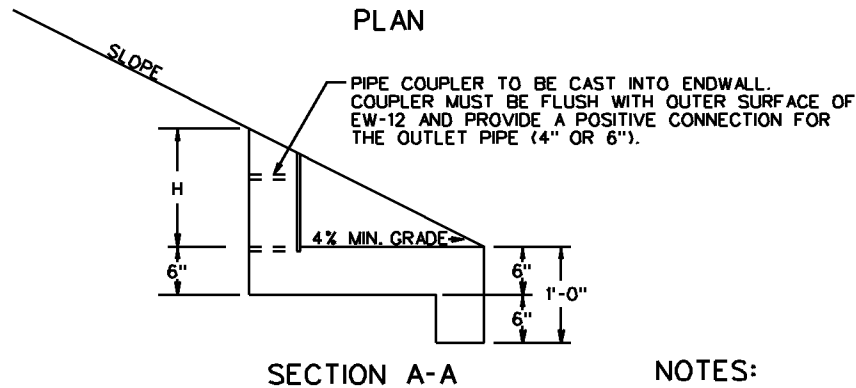 PLAN
SLOPE
PIPE COUPLER TO BE CAST INTO ENDWALL.
COUPLER MUST BE FLUSH WITH OUTER SURFACE OF
EW-12 AND PROVIDE A POSITIVE CONNECTION FOR
THE OUTLET PIPE (4" OR 6").
H
4% MIN. GRADE
6"
6"
1'-0"
6"
SECTION A-A
NOTES: